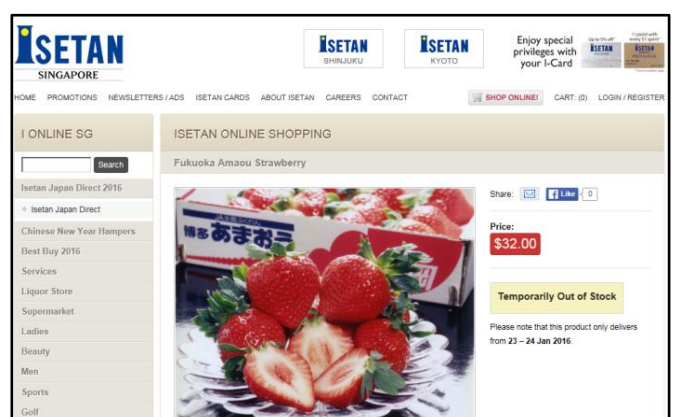 ISETAN
SINGAPORE
ISETAN
SHINJUKU
ISETAN
KYOTO
Enjoy special
privileges with
your I-Card
HOME PROMOTIONS NEWSLETTERS / ADS ISETAN CARDS ABOUT ISETAN CAREERS CONTACT
SHOP ONLINE! CART: (0) LOGIN / REGISTER
I ONLINE SG
Search
Isetan Japan Direct 2016
Isetan Japan Direct
Chinese New Year Hampers
Best Buy 2016
Services
Liquor Store
Supermarket
Ladies
Beauty
Men
Sports
Golf
ISETAN ONLINE SHOPPING
Fukuoka Amaou Strawberry
博多あまおう
Share: Like 0
Price:
$32.00
Temporarily Out of Stock
Please note that this product only delivers
from 23 – 24 Jan 2016.